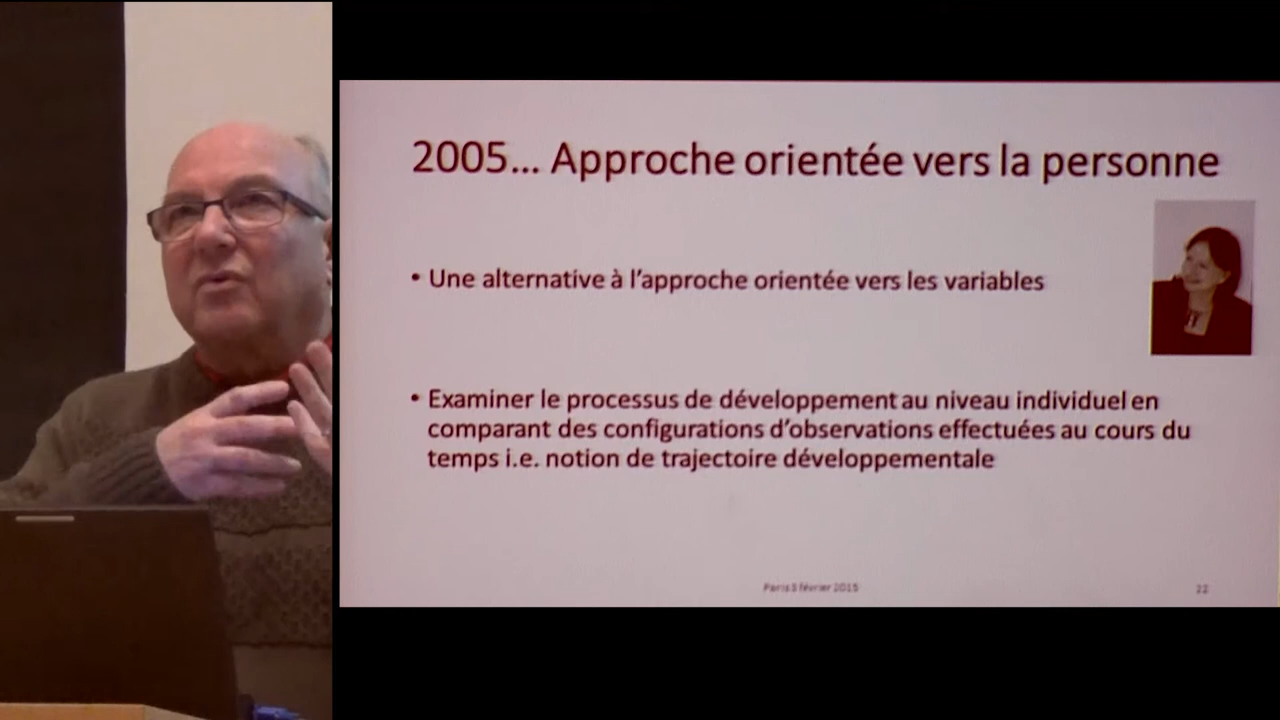 2005... Approche orientée vers la personne
• Une alternative à l'approche orientée vers les variables
• Examiner le processus de développement au niveau individuel en
comparant des configurations d'observations effectuées au cours du
temps i.e. notion de trajectoire développementale
février 2015
22